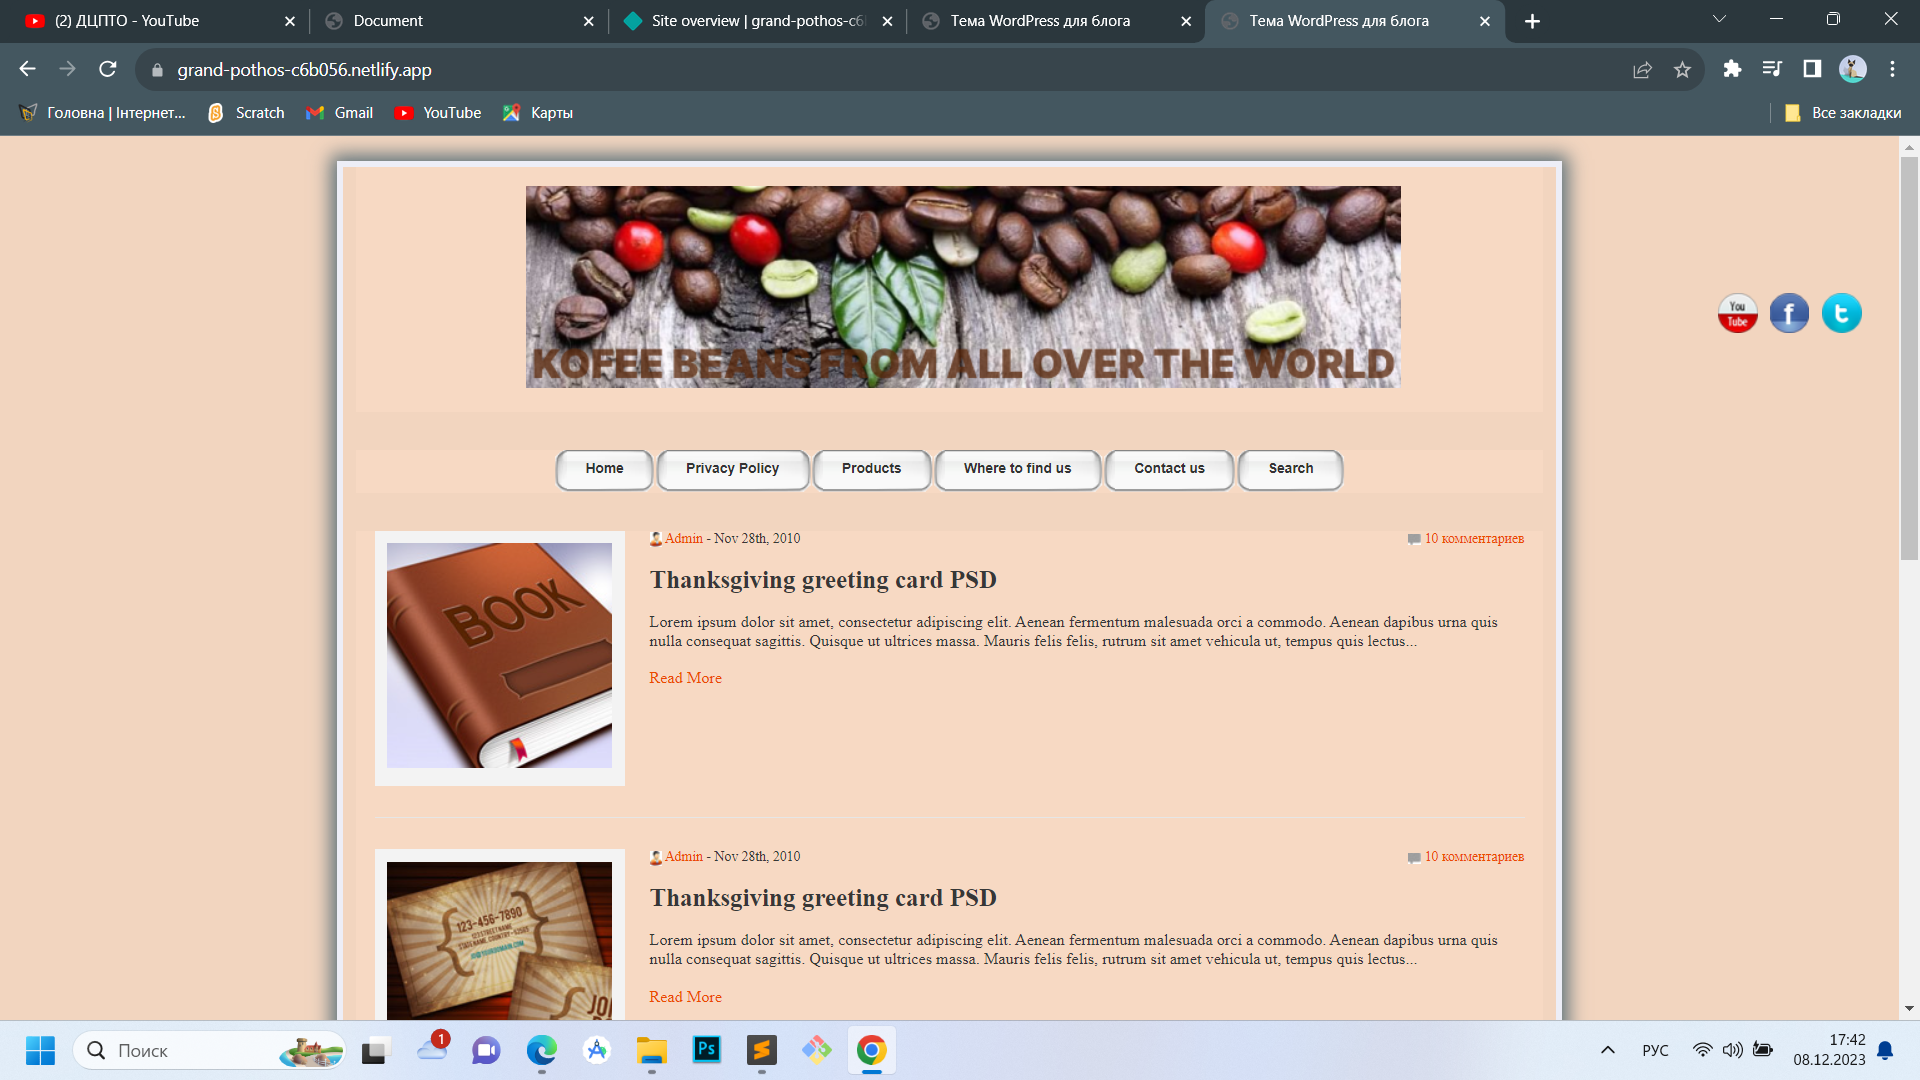 (2) ДЦПТО - YouTube
Document
Site overview | grand-pothos-c6
Тема WordPress для блога
Тема WordPress для блога
grand-pothos-c6b056.netlify.app
Головна | Інтернет...
Scratch
Gmail
YouTube
Карты
Все закладки
KOFEE BEANS FROM ALL OVER THE WORLD
You
Tube
f
t
Home
Privacy Policy
Products
Where to find us
Contact us
Search
BOOK
Admin - Nov 28th, 2010
10 комментариев
Thanksgiving greeting card PSD
Lorem ipsum dolor sit amet, consectetur adipiscing elit. Aenean fermentum malesuada orci a commodo. Aenean dapibus urna quis
nulla consequat sagittis. Quisque ut ultrices massa. Mauris felis felis, rutrum sit amet vehicula ut, tempus quis lectus...
Read More
123-456-7890
123 STREET NAME
JO
Admin - Nov 28th, 2010
10 комментариев
Thanksgiving greeting card PSD
Lorem ipsum dolor sit amet, consectetur adipiscing elit. Aenean fermentum malesuada orci a commodo. Aenean dapibus urna quis
nulla consequat sagittis. Quisque ut ultrices massa. Mauris felis felis, rutrum sit amet vehicula ut, tempus quis lectus...
Read More
Поиск
1
Ps
РУС
17:42
08.12.2023